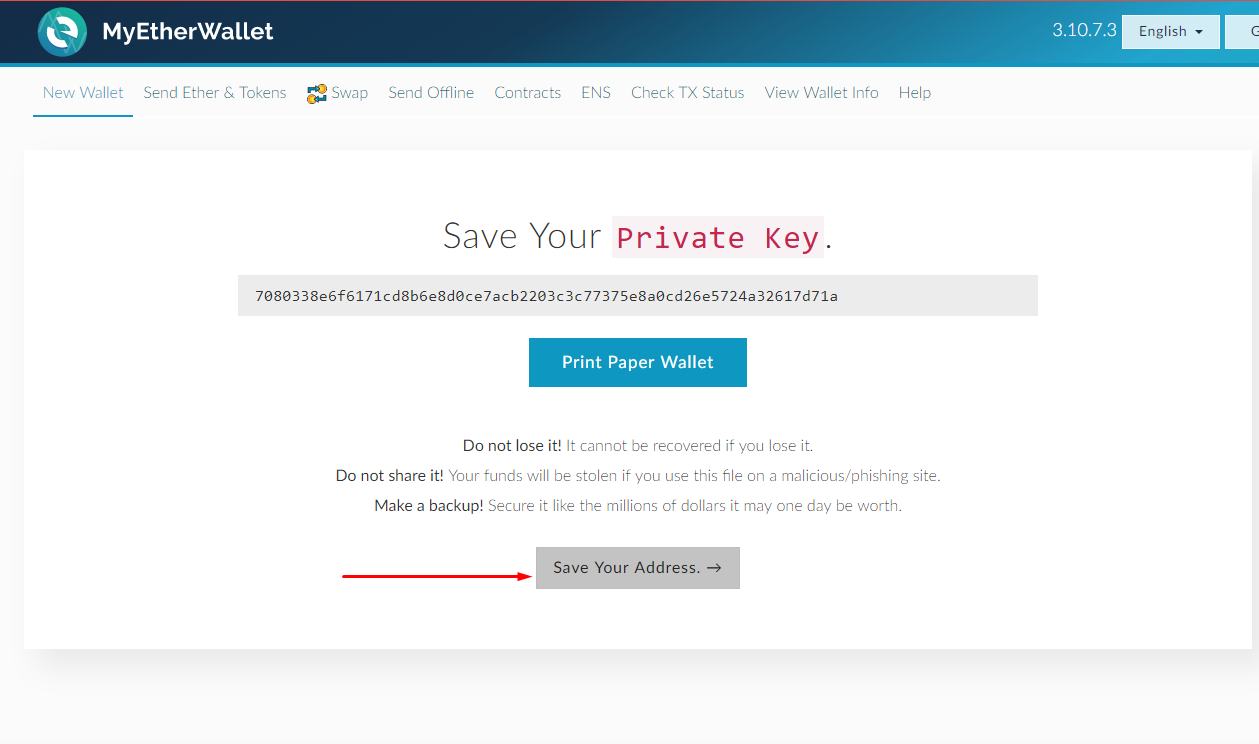 MyEtherWallet
3.10.7.3 English
New Wallet Send Ether & Tokens Swap Send Offline Contracts ENS Check TX Status View Wallet Info Help
Save Your Private Key.
7080338e6f6171cd8b6e8d0ce7acb2203c3c77375e8a0cd26e5724a32617d71a
Print Paper Wallet
Do not lose it! It cannot be recovered if you lose it.
Do not share it! Your funds will be stolen if you use this file on a malicious/phishing site.
Make a backup! Secure it like the millions of dollars it may one day be worth.
Save Your Address. →